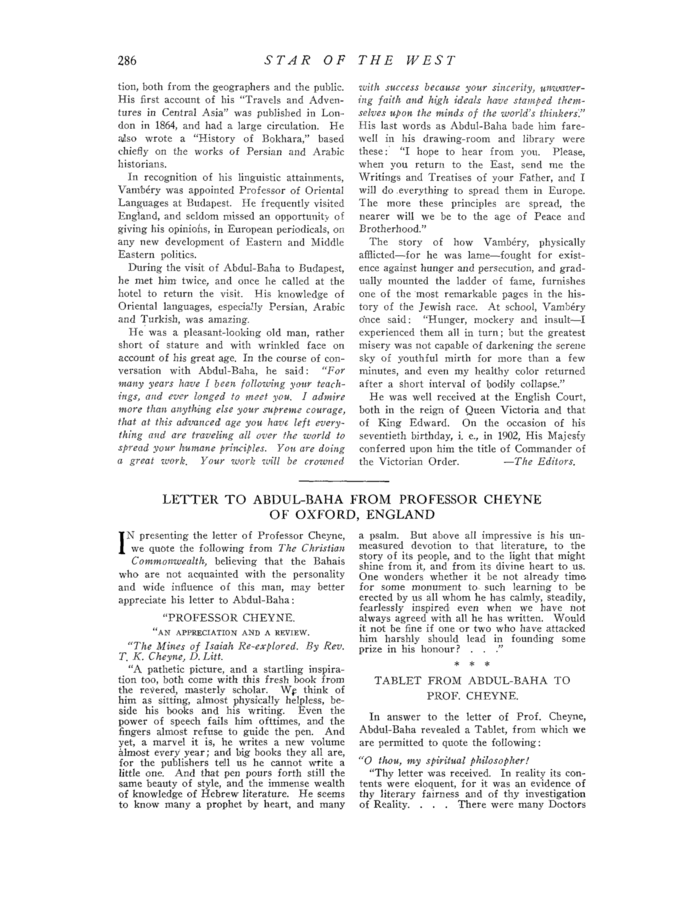 286
STAR OF THE WEST
tion, both from the geographers and the public.
His first account of his "Travels and Adven-
tures in Central Asia" was published in Lon-
don in 1864, and had a large circulation. He
also wrote a "History of Bokhara," based
chiefly on the works of Persian and Arabic
historians.
In recognition of his linguistic attainments,
Vambéry was appointed Professor of Oriental
Languages at Budapest. He frequently visited
England, and seldom missed an opportunity of
giving his opinions, in European periodicals, on
any new development of Eastern and Middle
Eastern politics.
During the visit of Abdul-Baha to Budapest,
he met him twice, and once he called at the
hotel to return the visit. His knowledge of
Oriental languages, especially Persian, Arabic
and Turkish, was amazing.
He was a pleasant-looking old man, rather
short of stature and with wrinkled face on
account of his great age. In the course of con-
versation with Abdul-Baha, he said: "For
many years have I been following your teach-
ings, and ever longed to meet you. I admire
more than anything else your supreme courage,
that at this advanced age you have left every-
thing and are traveling all over the world to
spread your humane principles. You are doing
a great work. Your work will be crowned
with success because your sincerity, unwaver-
ing faith and high ideals have stamped them-
selves upon the minds of the world's thinkers."
His last words as Abdul-Baha bade him fare-
well in his drawing-room and library were
these: "I hope to hear from you. Please,
when you return to the East, send me the
Writings and Treatises of your Father, and I
will do everything to spread them in Europe.
The more these principles are spread, the
nearer will we be to the age of Peace and
Brotherhood."
The story of how Vambéry, physically
afflicted—for he was lame—fought for exist-
ence against hunger and persecution, and grad-
ually mounted the ladder of fame, furnishes
one of the most remarkable pages in the his-
tory of the Jewish race. At school, Vambéry
once said: "Hunger, mockery and insult—I
experienced them all in turn; but the greatest
misery was not capable of darkening the serene
sky of youthful mirth for more than a few
minutes, and even my healthy color returned
after a short interval of bodily collapse."
He was well received at the English Court,
both in the reign of Queen Victoria and that
of King Edward. On the occasion of his
seventieth birthday, i. e., in 1902, His Majesty
conferred upon him the title of Commander of
the Victorian Order. —The Editors.
LETTER TO ABDUL-BAHA FROM PROFESSOR CHEYNE
OF OXFORD, ENGLAND
IN presenting the letter of Professor Cheyne,
we quote the following from The Christian
Commonwealth, believing that the Bahais
who are not acquainted with the personality
and wide influence of this man, may better
appreciate his letter to Abdul-Baha:
"PROFESSOR CHEYNE.
"AN APPRECIATION AND A REVIEW.
"The Mines of Isaiah Re-explored. By Rev.
T. K. Cheyne, D. Litt.
"A pathetic picture, and a startling inspira-
tion too, both come with this fresh book from
the revered, masterly scholar. We think of
him as sitting, almost physically helpless, be-
side his books and his writing. Even the
power of speech fails him ofttimes, and the
fingers almost refuse to guide the pen. And
yet, a marvel it is, he writes a new volume
almost every year; and big books they all are,
for the publishers tell us he cannot write a
little one. And that pen pours forth still the
same beauty of style, and the immense wealth
of knowledge of Hebrew literature. He seems
to know many a prophet by heart, and many
a psalm. But above all impressive is his un-
measured devotion to that literature, to the
story of its people, and to the light that might
shine from it, and from its divine heart to us.
One wonders whether it be not already time
for some monument to such learning to be
erected by us all whom he has calmly, steadily,
fearlessly inspired even when we have not
always agreed with all he has written. Would
it not be fine if one or two who have attacked
him harshly should lead in founding some
prize in his honour? . . ."
* * *
TABLET FROM ABDUL-BAHA TO
PROF. CHEYNE.
In answer to the letter of Prof. Cheyne,
Abdul-Baha revealed a Tablet, from which we
are permitted to quote the following:
"O thou, my spiritual philosopher!
"Thy letter was received. In reality its con-
tents were eloquent, for it was an evidence of
thy literary fairness and of thy investigation
of Reality. . . . There were many Doctors